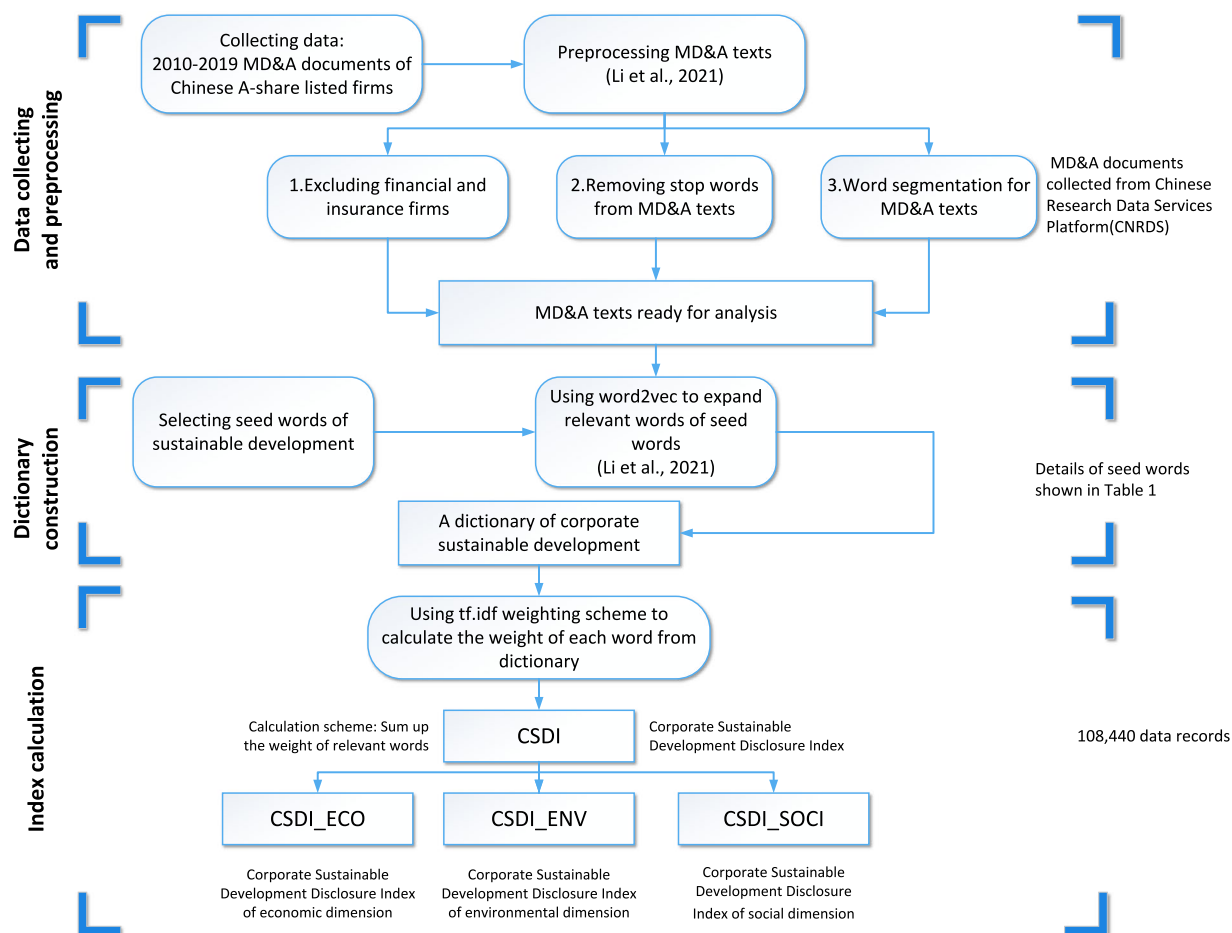 Data collecting
and preprocessing
Collecting data:
2010-2019 MD&A documents of
Chinese A-share listed firms
Preprocessing MD&A texts
(Li et al., 2021)
1.Excluding financial and
insurance firms
2.Removing stop words
from MD&A texts
3.Word segmentation for
MD&A texts
MD&A documents
collected from Chinese
Research Data Services
Platform(CNRDS)
MD&A texts ready for analysis
Dictionary
construction
Selecting seed words of
sustainable development
Using word2vec to expand
relevant words of seed
words
(Li et al., 2021)
Details of seed words
shown in Table 1
A dictionary of corporate
sustainable development
Index calculation
Using tf.idf weighting scheme to
calculate the weight of each word from
dictionary
Calculation scheme: Sum up
the weight of relevant words
CSDI
Corporate Sustainable
Development Disclosure Index
108,440 data records
CSDI_ECO
CSDI_ENV
CSDI_SOCI
Corporate Sustainable
Development Disclosure Index
of economic dimension
Corporate Sustainable
Development Disclosure Index
of environmental dimension
Corporate Sustainable
Development Disclosure
Index of social dimension